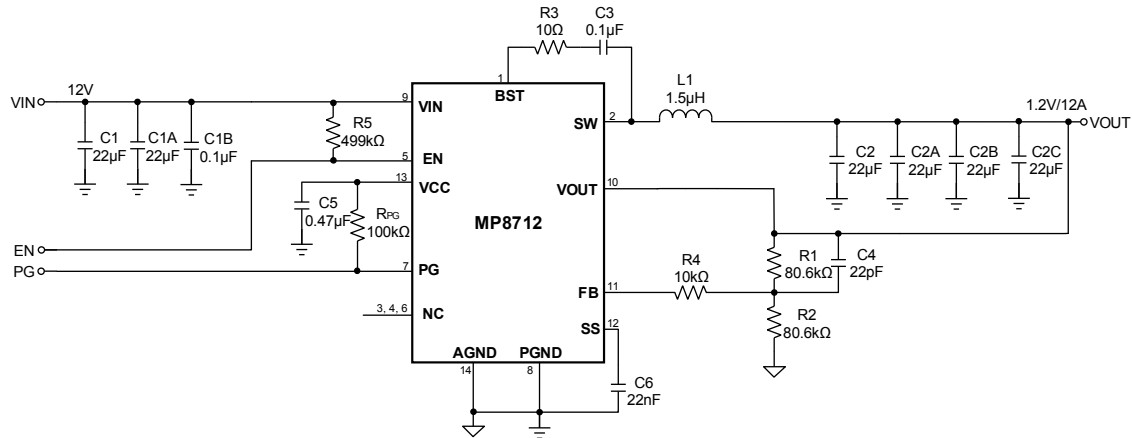 R3
10Ω
C3
0.1µF
1
BST
VIN
12V
C1
22µF
C1A
22µF
C1B
0.1µF
R5
499kΩ
9
VIN
5
EN
13
VCC
C5
0.47µF
RPG
100kΩ
EN
PG
7
PG
3, 4, 6
NC
MP8712
AGND
14
PGND
8
SW
2
L1
1.5µH
1.2V/12A
VOUT
C2
22µF
C2A
22µF
C2B
22µF
C2C
22µF
VOUT
10
R1
80.6kΩ
C4
22pF
R4
10kΩ
FB
11
R2
80.6kΩ
SS
12
C6
22nF